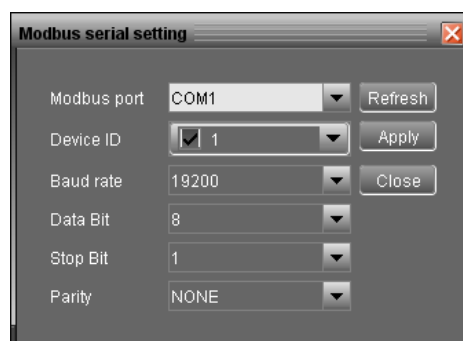 Modbus serial setting
Modbus port COM1 Refresh
Device ID 1 Apply
Baud rate 19200 Close
Data Bit 8
Stop Bit 1
Parity NONE